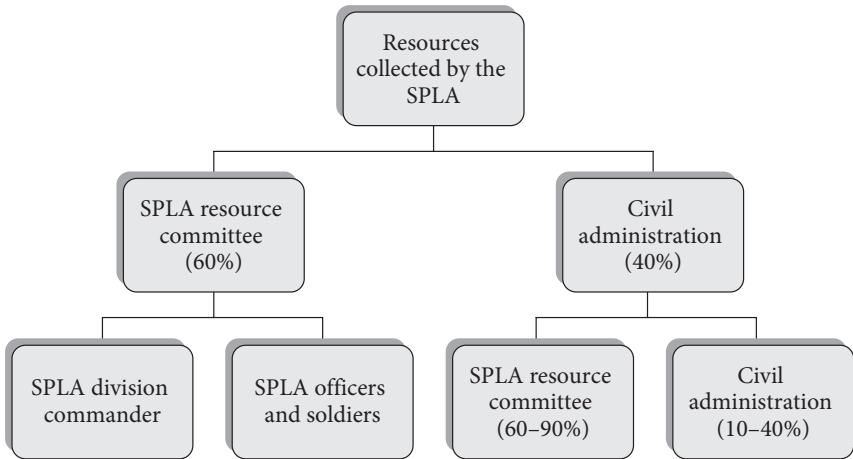 Resources
collected by the
SPLA
SPLA resource
committee
(60%)
Civil
administration
(40%)
SPLA division
commander
SPLA officers
and soldiers
SPLA resource
committee
(60–90%)
Civil
administration
(10–40%)